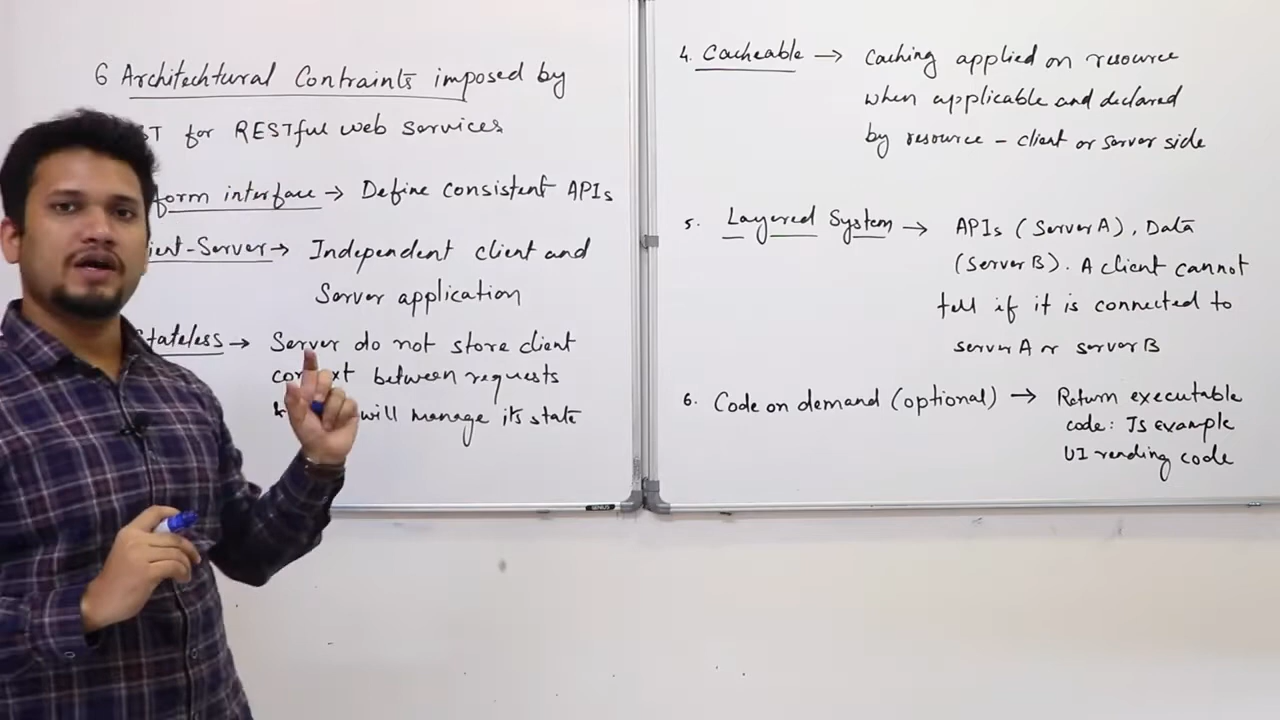 6 Architechtural Contraints imposed by
for RESTful web services
interface → Define consistent APIs
-Server → Independent client and
Server application
Stateless → Server do not store client
between requests
will manage its state
4. Cacheable → Caching applied on resource
when applicable and declared
by resource - client or server side
5. Layered System → APIs (Server A), Data
(Server B). A client cannot
tell if it is connected to
server A or server B
6. Code on demand (optional) → Return executable
code: Js example
UI rending code
GENIUS